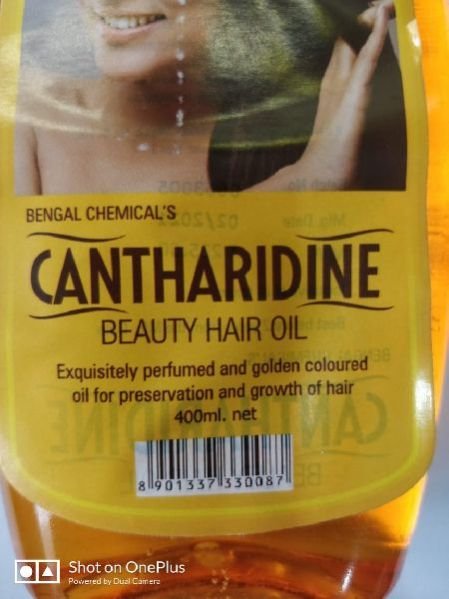 BENGAL CHEMICAL'S
CANTHARIDINE
BEAUTY HAIR OIL
Exquisitely perfumed and golden coloured
oil for preservation and growth of hair
400ml. net
8 901337 330087
Shot on OnePlus
Powered by Dual Camera